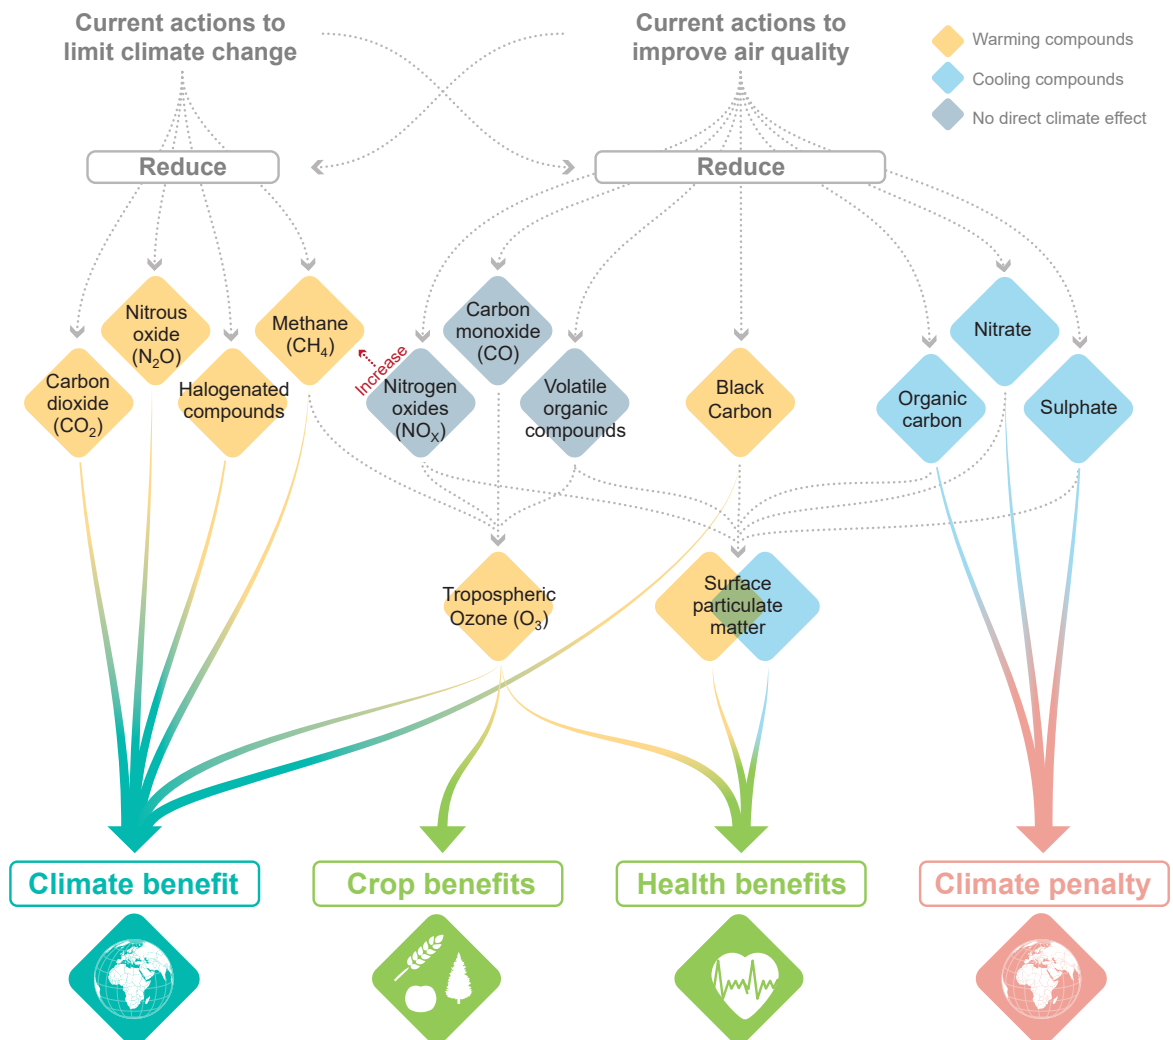 Current actions to
limit climate change
Current actions to
improve air quality
Warming compounds
Cooling compounds
No direct climate effect
Reduce
Reduce
Nitrous
oxide
(N₂O)
Methane
(CH₄)
Carbon
monoxide
(CO)
Nitrate
Increase
Carbon
dioxide
(CO₂)
Halogenated
compounds
Nitrogen
oxides
(NOₓ)
Volatile
organic
compounds
Black
Carbon
Organic
carbon
Sulphate
Tropospheric
Ozone (O₃)
Surface
particulate
matter
Climate benefit
Crop benefits
Health benefits
Climate penalty